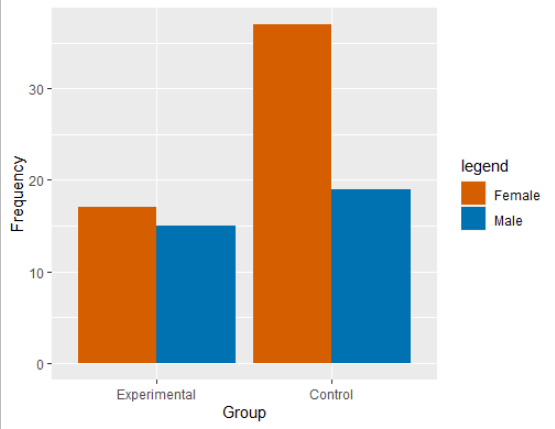 30
20
10
0
Frequency
Experimental
Control
Group
legend
Female
Male